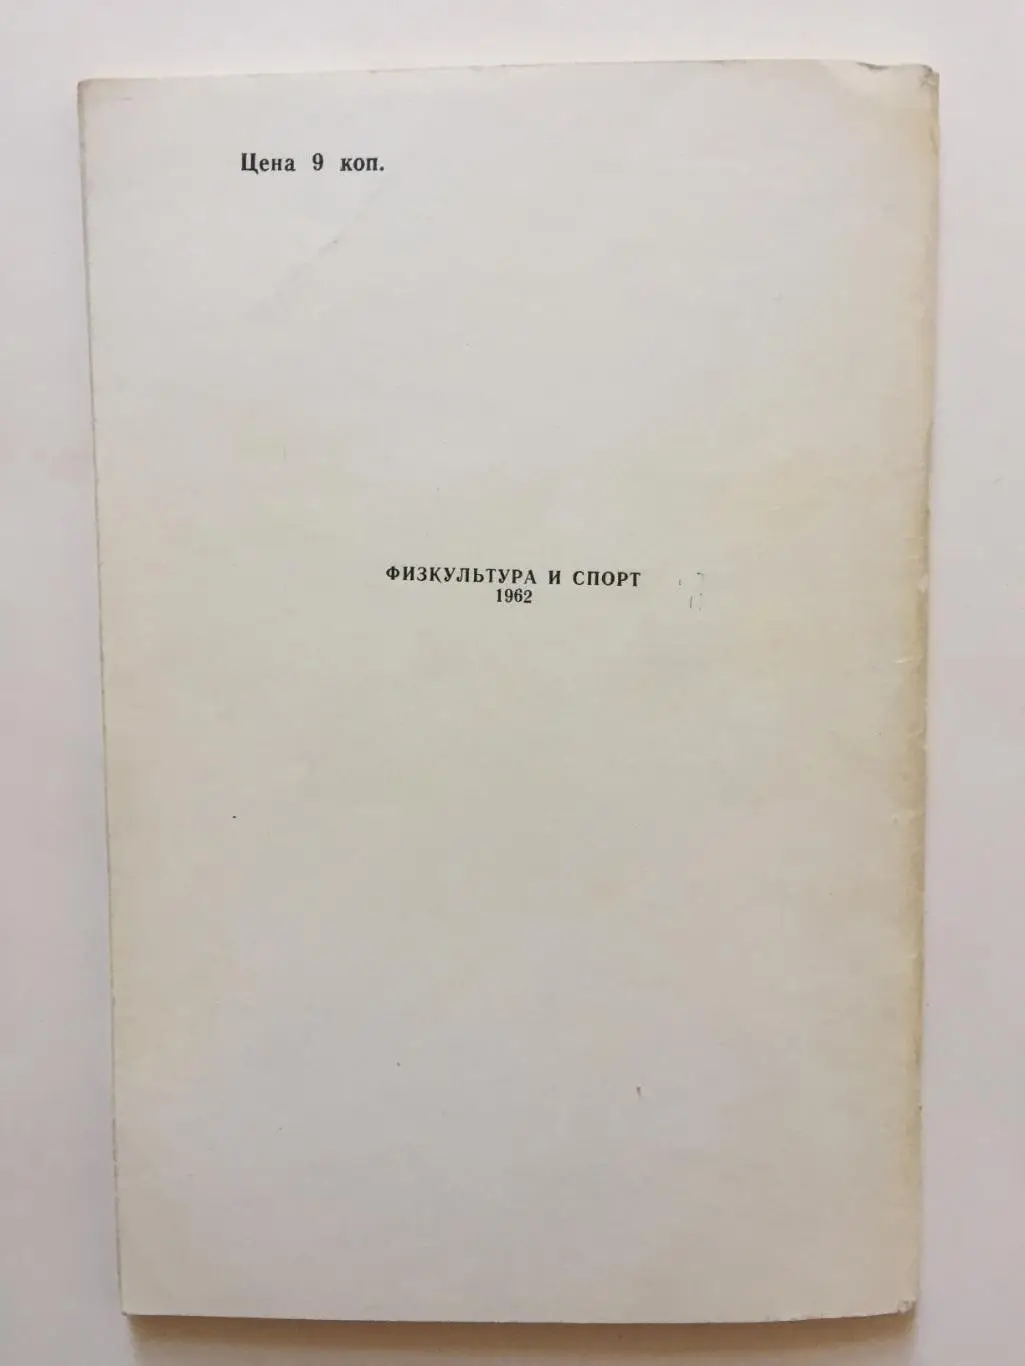 Цена 9 коп.
ФИЗКУЛЬТУРА И СПОРТ
1962